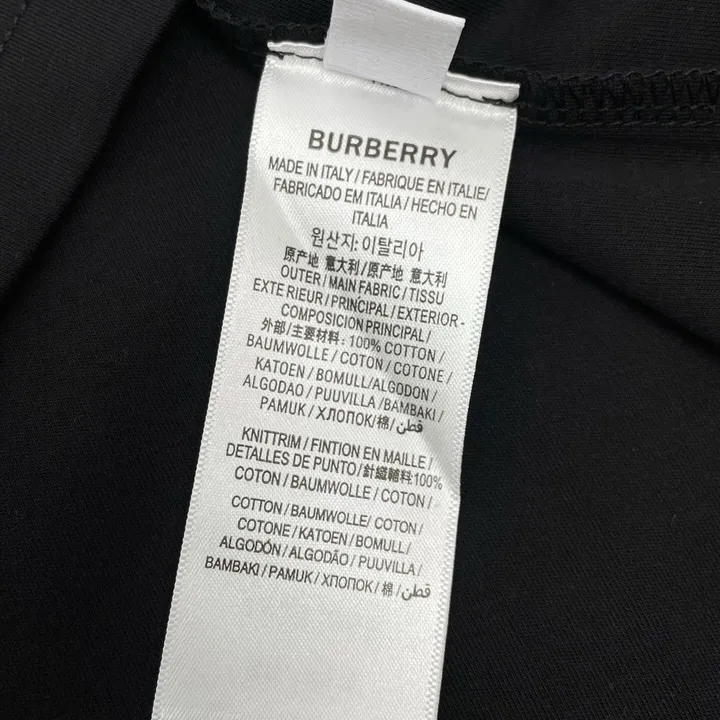 BURBERRY
MADE IN ITALY / FABRIQUE EN ITALIE/
FABRICADO EM ITALIA / HECHO EN
ITALIA
원산지: 이탈리아
原产地 意大利/原产地 意大利
OUTER / MAIN FABRIC / TISSU
EXTE RIEUR / PRINCIPAL / EXTERIOR-
COMPOSICION PRINCIPAL /
外部/主要材料: 100% COTTON /
BAUMWOLLE / COTON / COTONE /
KATOEN / BOMULL/ALGODON /
ALGODAO / PUUVILLA /BAMBAKI /
PAMUK / ХЛОПОК/棉/قطن
KNITTRIM / FINTION EN MAILLE /
DETALLES DE PUNTO/針織輔料:100%
COTON / BAUMWOLLE / COTON /
COTTON / BAUMWOLLE/ COTON /
COTONE / KATOEN / BOMULL /
ALGODÓN / ALGODÃO / PUUVILLA /
BAMBAKI / PAMUK / ХЛОПОК / 棉 /قطن